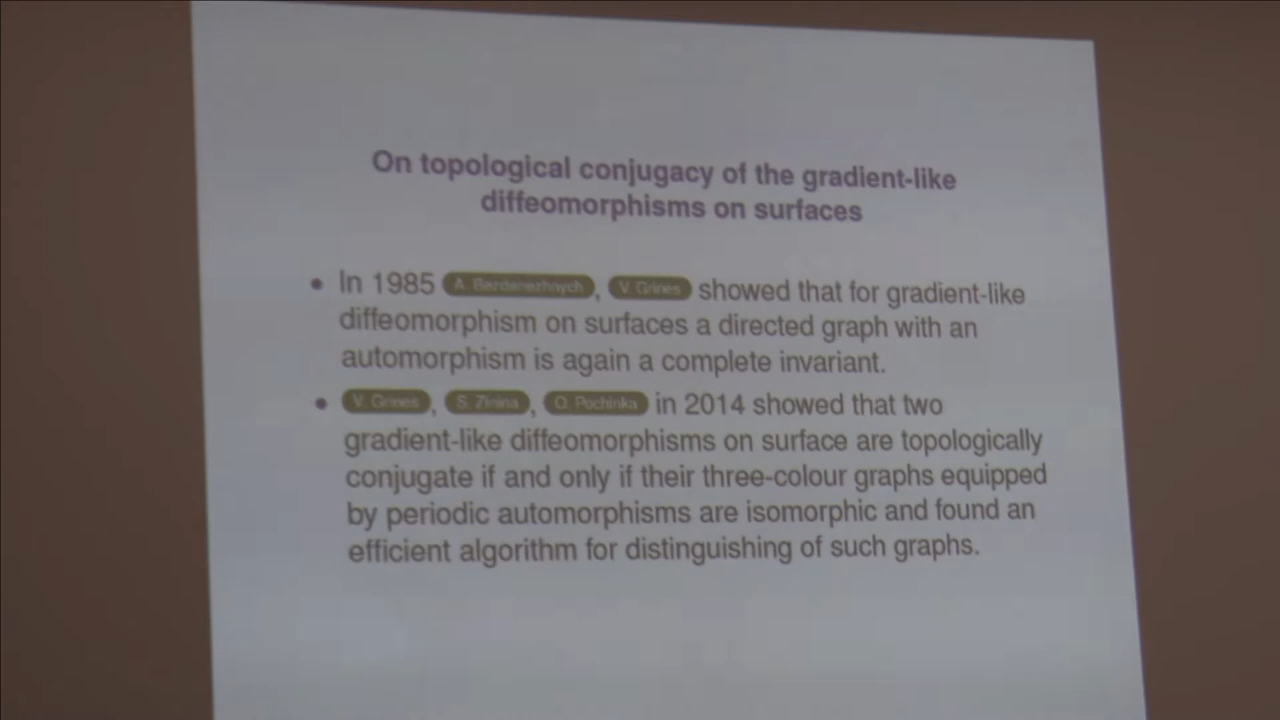 On topological conjugacy of the gradient-like
diffeomorphisms on surfaces
• In 1985 A. Bezdenezhnych, V. Grines showed that for gradient-like
diffeomorphism on surfaces a directed graph with an
automorphism is again a complete invariant.
• V. Grines, S. Zinina, O. Pochinka in 2014 showed that two
gradient-like diffeomorphisms on surface are topologically
conjugate if and only if their three-colour graphs equipped
by periodic automorphisms are isomorphic and found an
efficient algorithm for distinguishing of such graphs.